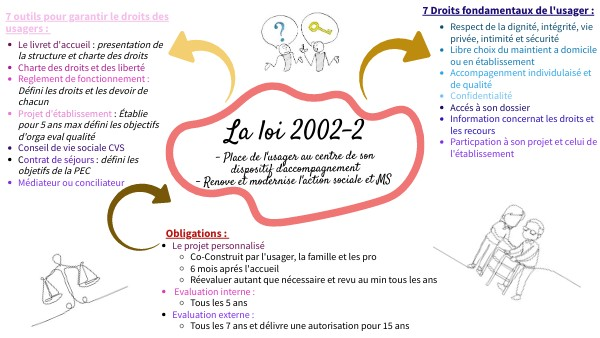 7 outils pour garantir le droits des
usagers :
Le livret d'accueil : presentation de
la structure et charte des droits
Charte des droits et des liberté
Reglement de fonctionnement :
Défini les droits et les devoir de
chacun
Projet d'établissement : Établie
pour 5 ans max défini les objectifs
d'orga eval qualité
Conseil de vie sociale CVS
Contrat de séjours : défini les
objetifs de la PEC
Médiateur ou conciliateur
?
La loi 2002-2
- Place de l'usager au centre de son
dispositif d'accompagnement
- Renove et modernise l'action sociale et MS
7 Droits fondamentaux de l'usager :
Respect de la dignité, intégrité, vie
privée, intimité et sécurité
Libre choix du maintient a domicile
ou en établissement
Accompagenment individulaisé et
de qualité
Confidentialité
Accés à son dossier
Information concernat les droits et
les recours
Particpation à son projet et celui de
l'établissement
Obligations :
Le projet personnalisé
Co-Construit par l'usager, la famille et les pro
6 mois aprés l'accueil
Réevaluer autant que nécessaire et revu au min tous les ans
Evaluation interne :
Tous les 5 ans
Evaluation externe :
Tous les 7 ans et délivre une autorisation pour 15 ans